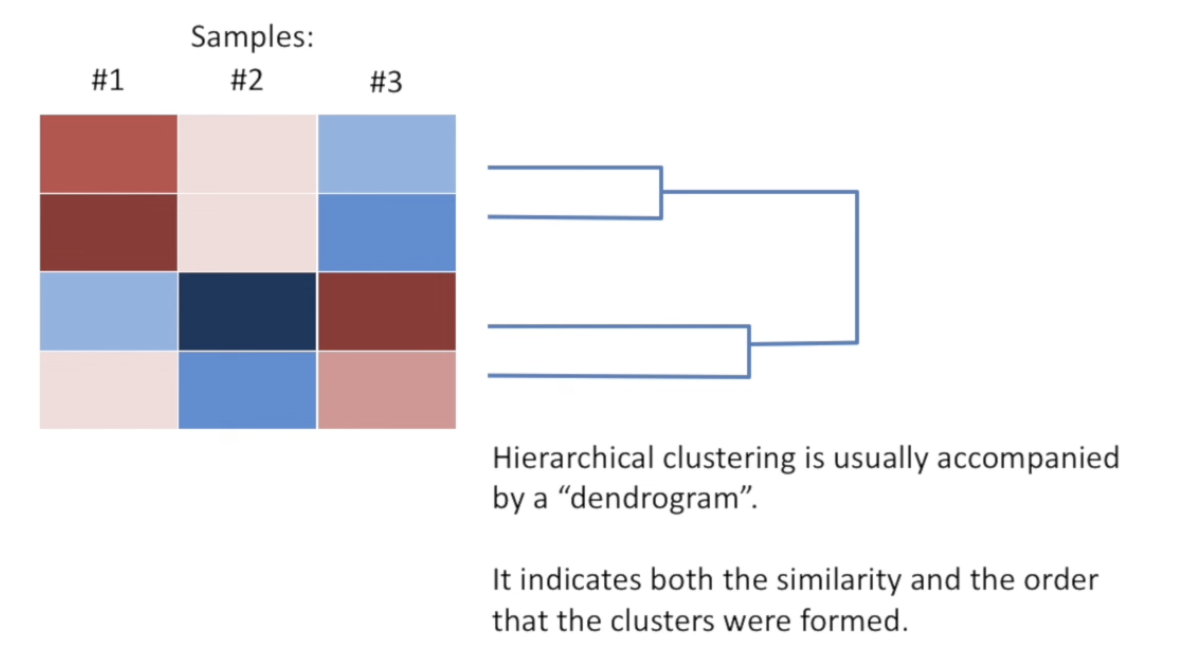 Samples:
#1 #2 #3
Hierarchical clustering is usually accompanied
by a “dendrogram”.
It indicates both the similarity and the order
that the clusters were formed.